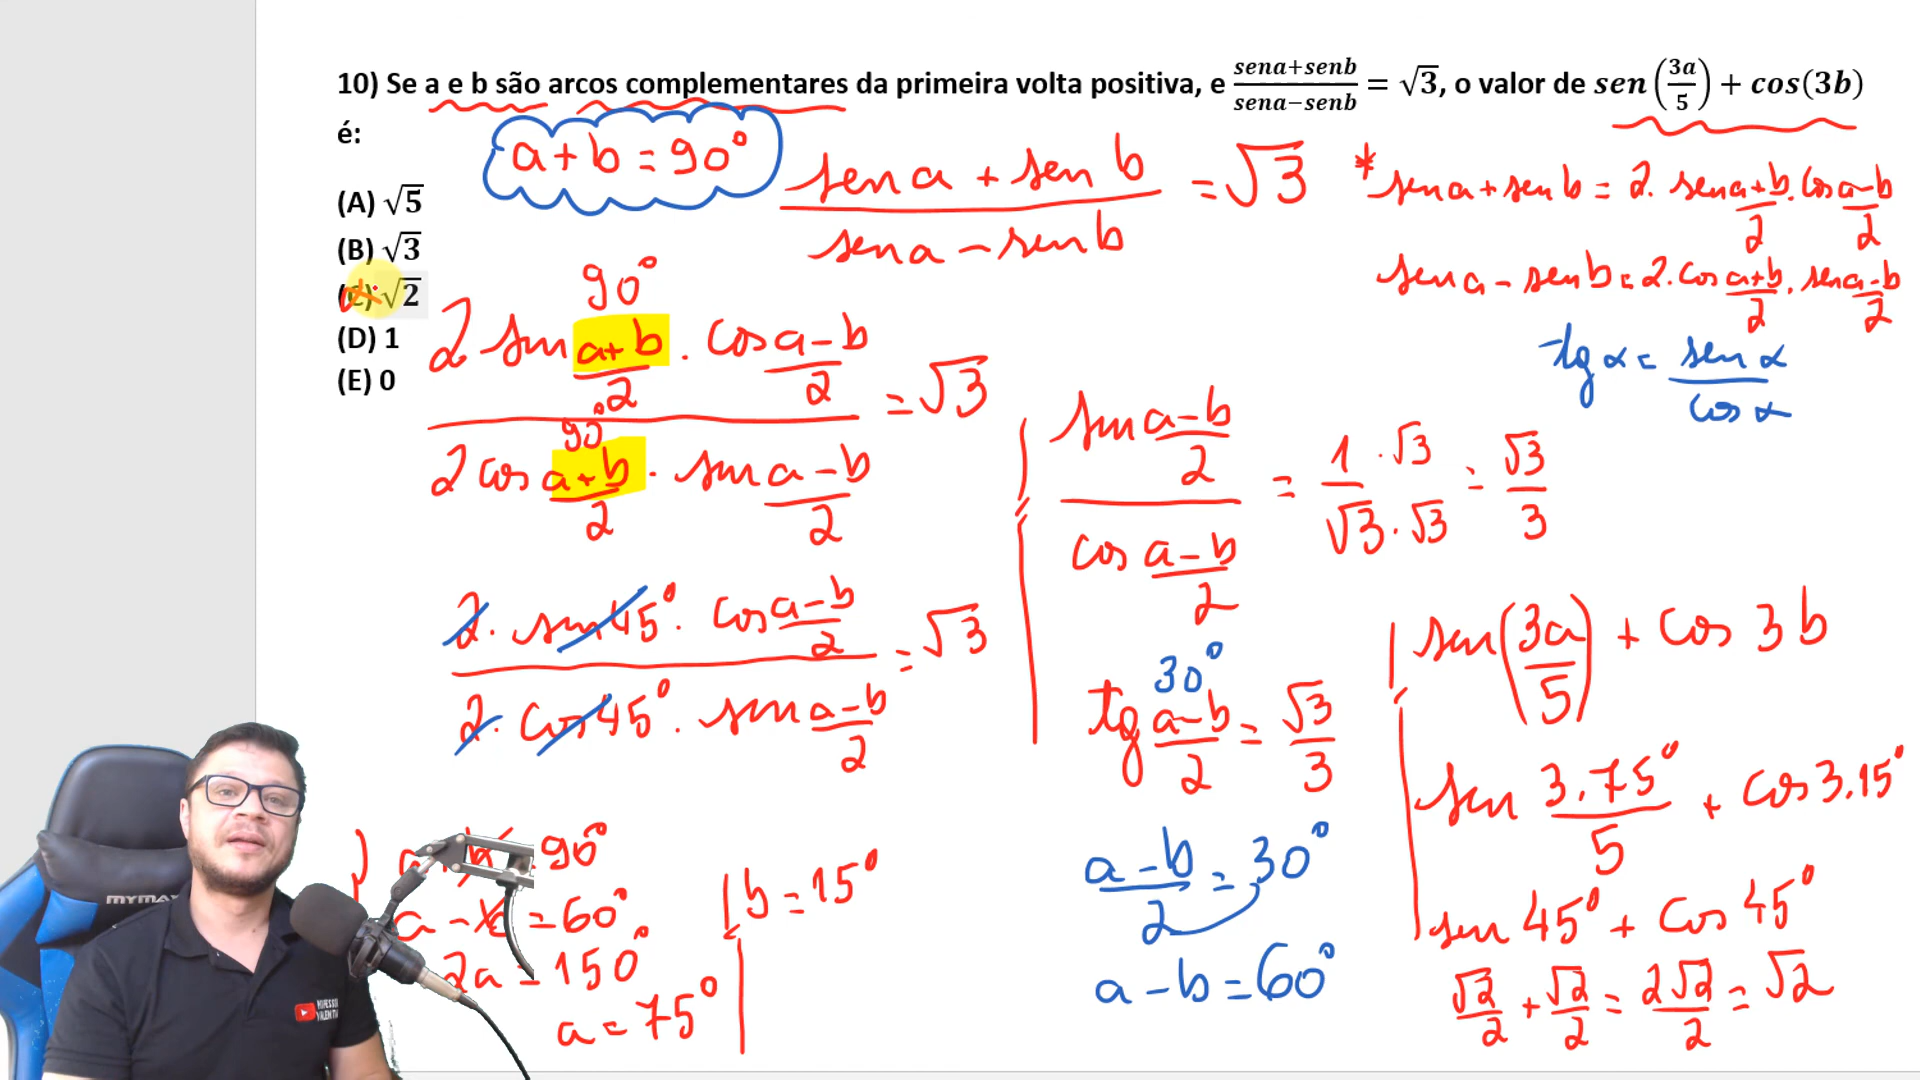 10) Se a e b são arcos complementares da primeira volta positiva, e (sena+senb)/(sena−senb) = √3, o valor de sen(3a/5) + cos(3b)
é:
(A) √5
(B) √3
(C) √2
(D) 1
(E) 0
a+b=90°
(sen a + sen b)/(sen a − sen b) = √3
* sen a + sen b = 2. sen (a+b)/2 . cos (a−b)/2
sen a − sen b = 2. cos (a+b)/2 . sen (a−b)/2
tg α = sen α/cos α
90°
2 sen (a+b)/2 . cos (a−b)/2
= √3
90°
2 cos (a+b)/2 . sen (a−b)/2
2. sen 45° . cos (a−b)/2
= √3
2. cos 45° . sen (a−b)/2
90°
a − b = 60°
2a = 150°
a = 75°
b = 15°
(sen (a−b)/2)/(cos (a−b)/2) = (1 . √3)/(√3 . √3) = √3/3
30°
tg (a−b)/2 = √3/3
(a−b)/2 = 30°
a − b = 60°
sen(3a/5) + cos 3b
sen (3.75°)/5 + cos 3.15°
sen 45° + cos 45°
√2/2 + √2/2 = 2√2/2 = √2